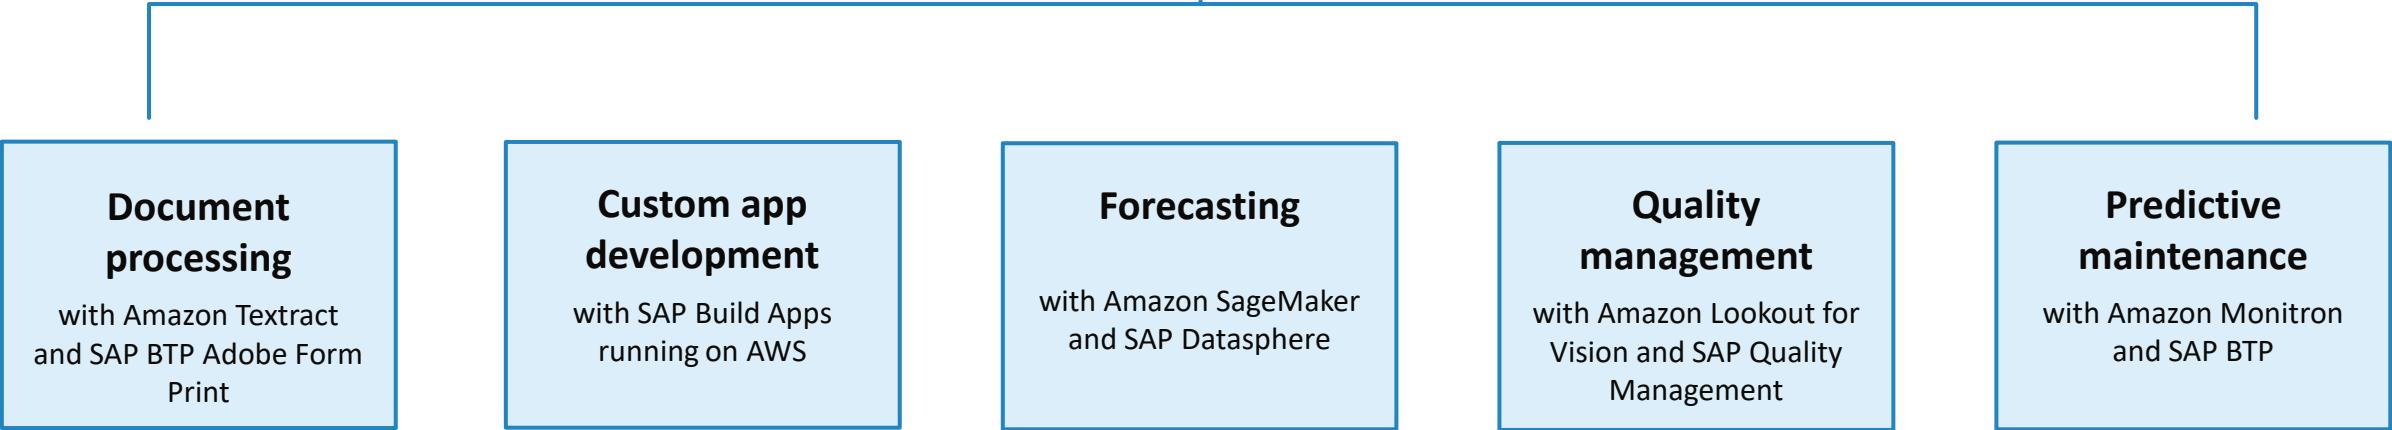 Document
processing
with Amazon Textract
and SAP BTP Adobe Form
Print
Custom app
development
with SAP Build Apps
running on AWS
Forecasting
with Amazon SageMaker
and SAP Datasphere
Quality
management
with Amazon Lookout for
Vision and SAP Quality
Management
Predictive
maintenance
with Amazon Monitron
and SAP BTP